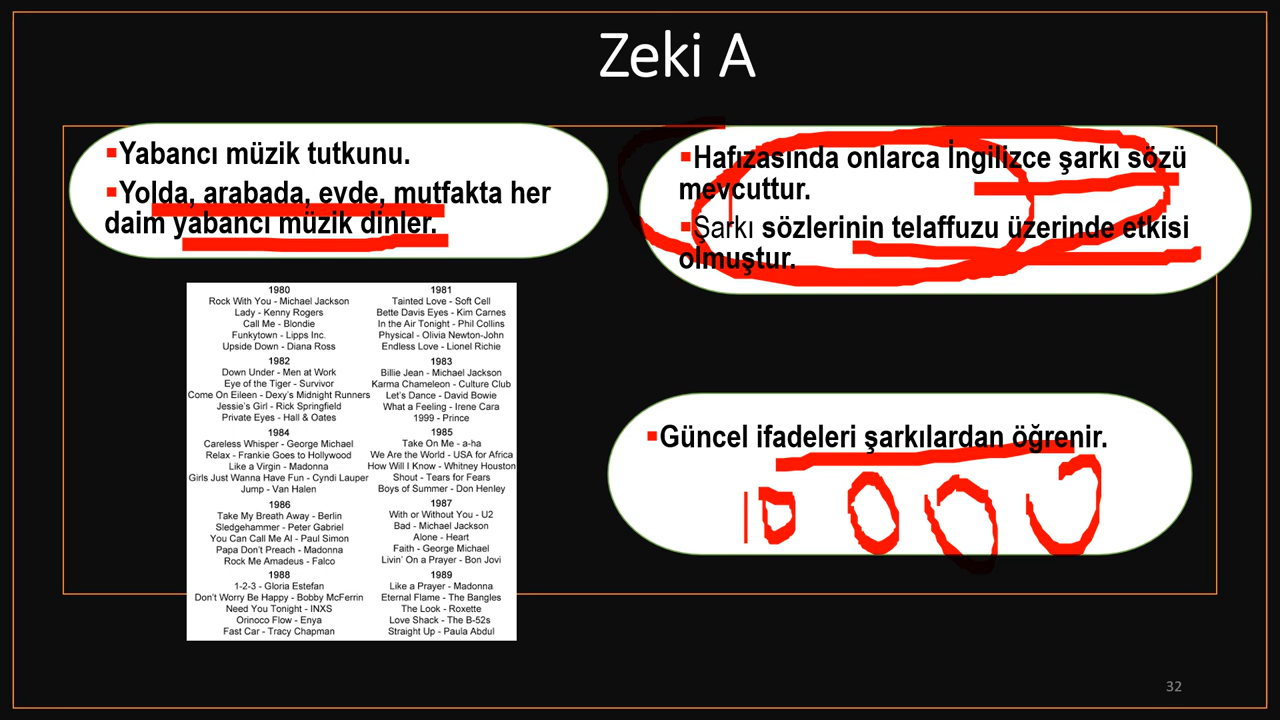 Zeki A
▪Yabancı müzik tutkunu.
▪Yolda, arabada, evde, mutfakta her
daim yabancı müzik dinler.
▪Hafızasında onlarca İngilizce şarkı sözü
mevcuttur.
▪Şarkı sözlerinin telaffuzu üzerinde etkisi
olmuştur.
1980
Rock With You - Michael Jackson
Lady - Kenny Rogers
Call Me - Blondie
Funkytown - Lipps Inc.
Upside Down - Diana Ross
1981
Tainted Love - Soft Cell
Bette Davis Eyes - Kim Carnes
In the Air Tonight - Phil Collins
Physical - Olivia Newton-John
Endless Love - Lionel Richie
1982
Down Under - Men at Work
Eye of the Tiger - Survivor
Come On Eileen - Dexy's Midnight Runners
Jessie's Girl - Rick Springfield
Private Eyes - Hall & Oates
1983
Billie Jean - Michael Jackson
Karma Chameleon - Culture Club
Let's Dance - David Bowie
What a Feeling - Irene Cara
1999 - Prince
1984
Careless Whisper - George Michael
Relax - Frankie Goes to Hollywood
Like a Virgin - Madonna
Girls Just Wanna Have Fun - Cyndi Lauper
Jump - Van Halen
1985
Take On Me - a-ha
We Are the World - USA for Africa
How Will I Know - Whitney Houston
Shout - Tears for Fears
Boys of Summer - Don Henley
1986
Take My Breath Away - Berlin
Sledgehammer - Peter Gabriel
You Can Call Me Al - Paul Simon
Papa Don't Preach - Madonna
Rock Me Amadeus - Falco
1987
With or Without You - U2
Bad - Michael Jackson
Alone - Heart
Faith - George Michael
Livin' On a Prayer - Bon Jovi
1988
1-2-3 - Gloria Estefan
Don't Worry Be Happy - Bobby McFerrin
Need You Tonight - INXS
Orinoco Flow - Enya
Fast Car - Tracy Chapman
1989
Like a Prayer - Madonna
Eternal Flame - The Bangles
The Look - Roxette
Love Shack - The B-52s
Straight Up - Paula Abdul
▪Güncel ifadeleri şarkılardan öğrenir.
10000
32